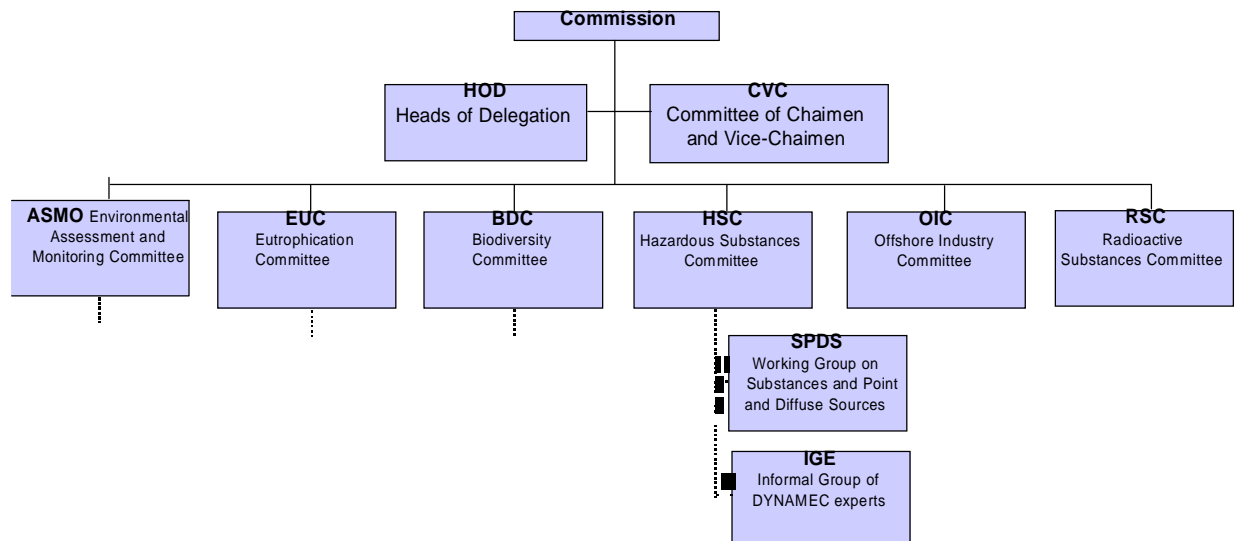 Commission
HOD
Heads of Delegation
CVC
Committee of Chaimen
and Vice-Chaimen
ASMO Environmental
Assessment and
Monitoring Committee
EUC
Eutrophication
Committee
BDC
Biodiversity
Committee
HSC
Hazardous Substances
Committee
OIC
Offshore Industry
Committee
RSC
Radioactive
Substances Committee
SPDS
Working Group on
Substances and Point
and Diffuse Sources
IGE
Informal Group of
DYNAMEC experts